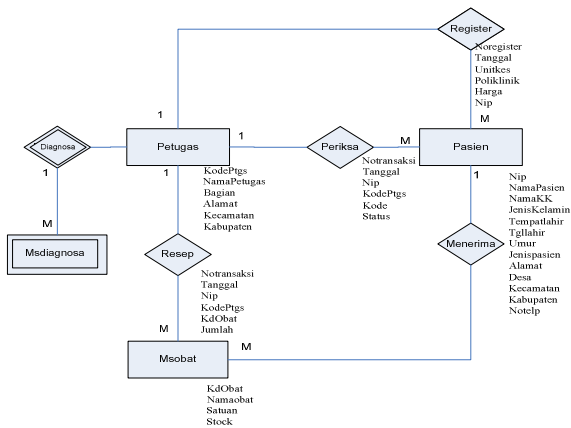 Register
Noregister
Tanggal
Unitkes
Poliklinik
Harga
Nip
1
M
Diagnosa
1
Petugas
1
Periksa
M
Pasien
1
KodePtgs
NamaPetugas
Bagian
Alamat
Kecamatan
Kabupaten
Notransaksi
Tanggal
Nip
KodePtgs
Kode
Status
1
Nip
NamaPasien
NamaKK
JenisKelamin
Tempatlahir
Tgllahir
Umur
Jenispasien
Alamat
Desa
Kecamatan
Kabupaten
Notelp
M
Msdiagnosa
Resep
Menerima
Notransaksi
Tanggal
Nip
KodePtgs
KdObat
Jumlah
M
M
Msobat
KdObat
Namaobat
Satuan
Stock